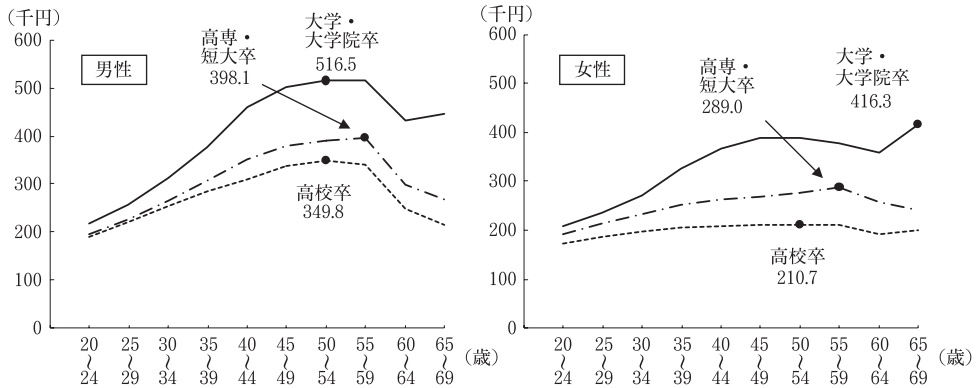 （千円）
600
500
400
300
200
100
0
男性
高専・
短大卒
398.1
大学・
大学院卒
516.5
高校卒
349.8
20 25 30 35 40 45 50 55 60 65
〜 〜 〜 〜 〜 〜 〜 〜 〜 〜 （歳）
24 29 34 39 44 49 54 59 64 69
（千円）
600
500
400
300
200
100
0
女性
高専・
短大卒
289.0
大学・
大学院卒
416.3
高校卒
210.7
20 25 30 35 40 45 50 55 60 65
〜 〜 〜 〜 〜 〜 〜 〜 〜 〜 （歳）
24 29 34 39 44 49 54 59 64 69